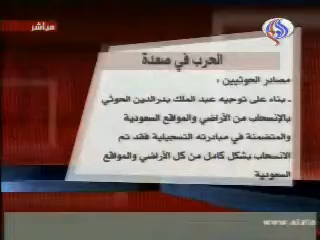 مباشر
الحرب في صعدة
مصادر الحوثيين :
ـ بناء على توجيه عبد الملك بدرالدين الحوثي
بالإنسحاب من الأراضي والمواقع السعودية
والمتضمنة في مبادرته التسجيلية فقد تم
الانسحاب بشكل كامل من كل الأراضي والمواقع
السعودية